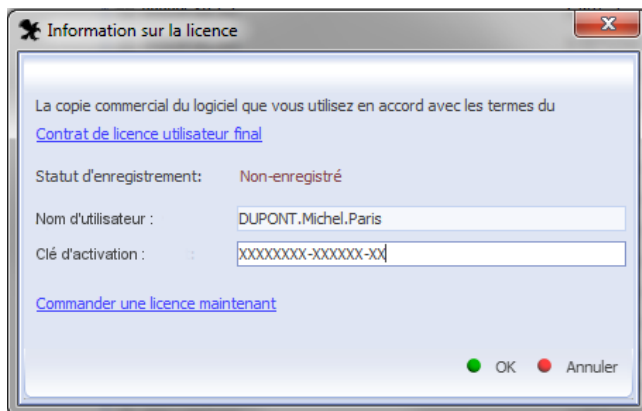 Information sur la licence
La copie commercial du logiciel que vous utilisez en accord avec les termes du
Contrat de licence utilisateur final
Statut d'enregistrement: Non-enregistré
Nom d'utilisateur : DUPONT.Michel.Paris
Clé d'activation : XXXXXXXX-XXXXXX-XX
Commander une licence maintenant
OK Annuler